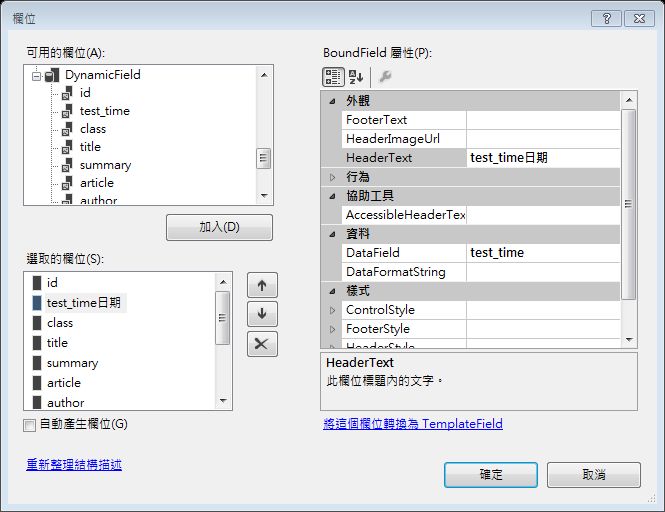 欄位
可用的欄位(A):
DynamicField
id
test_time
class
title
summary
article
author
加入(D)
選取的欄位(S):
id
test_time日期
class
title
summary
article
author
自動產生欄位(G)
重新整理結構描述
BoundField 屬性(P):
外觀
FooterText
HeaderImageUrl
HeaderText test_time日期
行為
協助工具
AccessibleHeaderTex
資料
DataField test_time
DataFormatString
樣式
ControlStyle
FooterStyle
HeaderStyle
HeaderText
此欄位標題內的文字。
將這個欄位轉換為 TemplateField
確定
取消